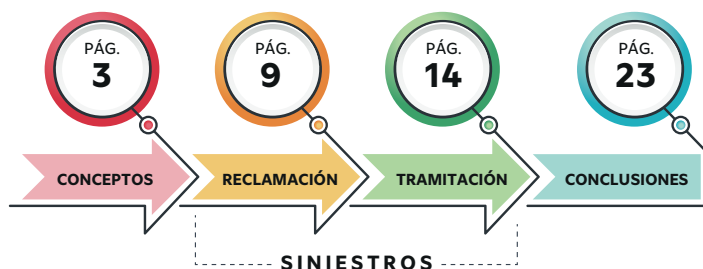 PÁG.
3
PÁG.
9
PÁG.
14
PÁG.
23
CONCEPTOS
RECLAMACIÓN
TRAMITACIÓN
CONCLUSIONES
SINIESTROS